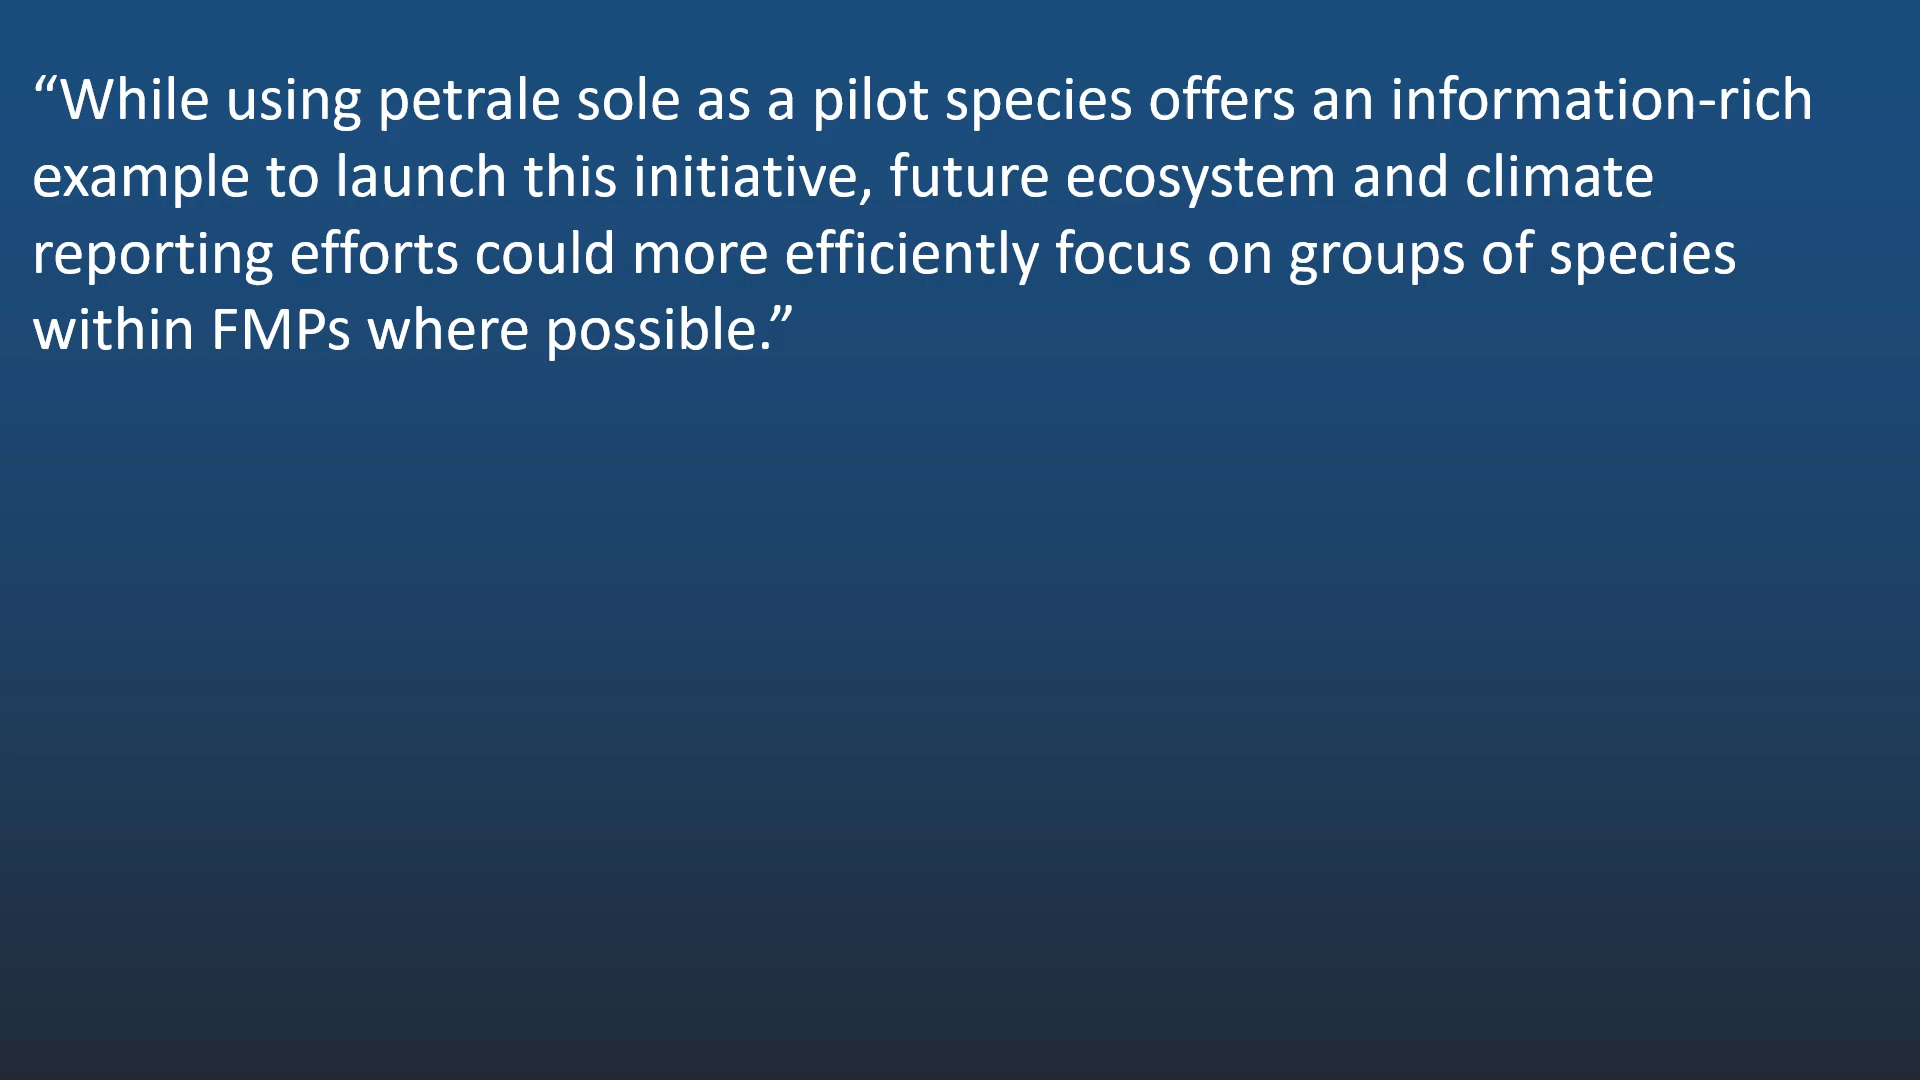 “While using petrale sole as a pilot species offers an information-rich
example to launch this initiative, future ecosystem and climate
reporting efforts could more efficiently focus on groups of species
within FMPs where possible.”